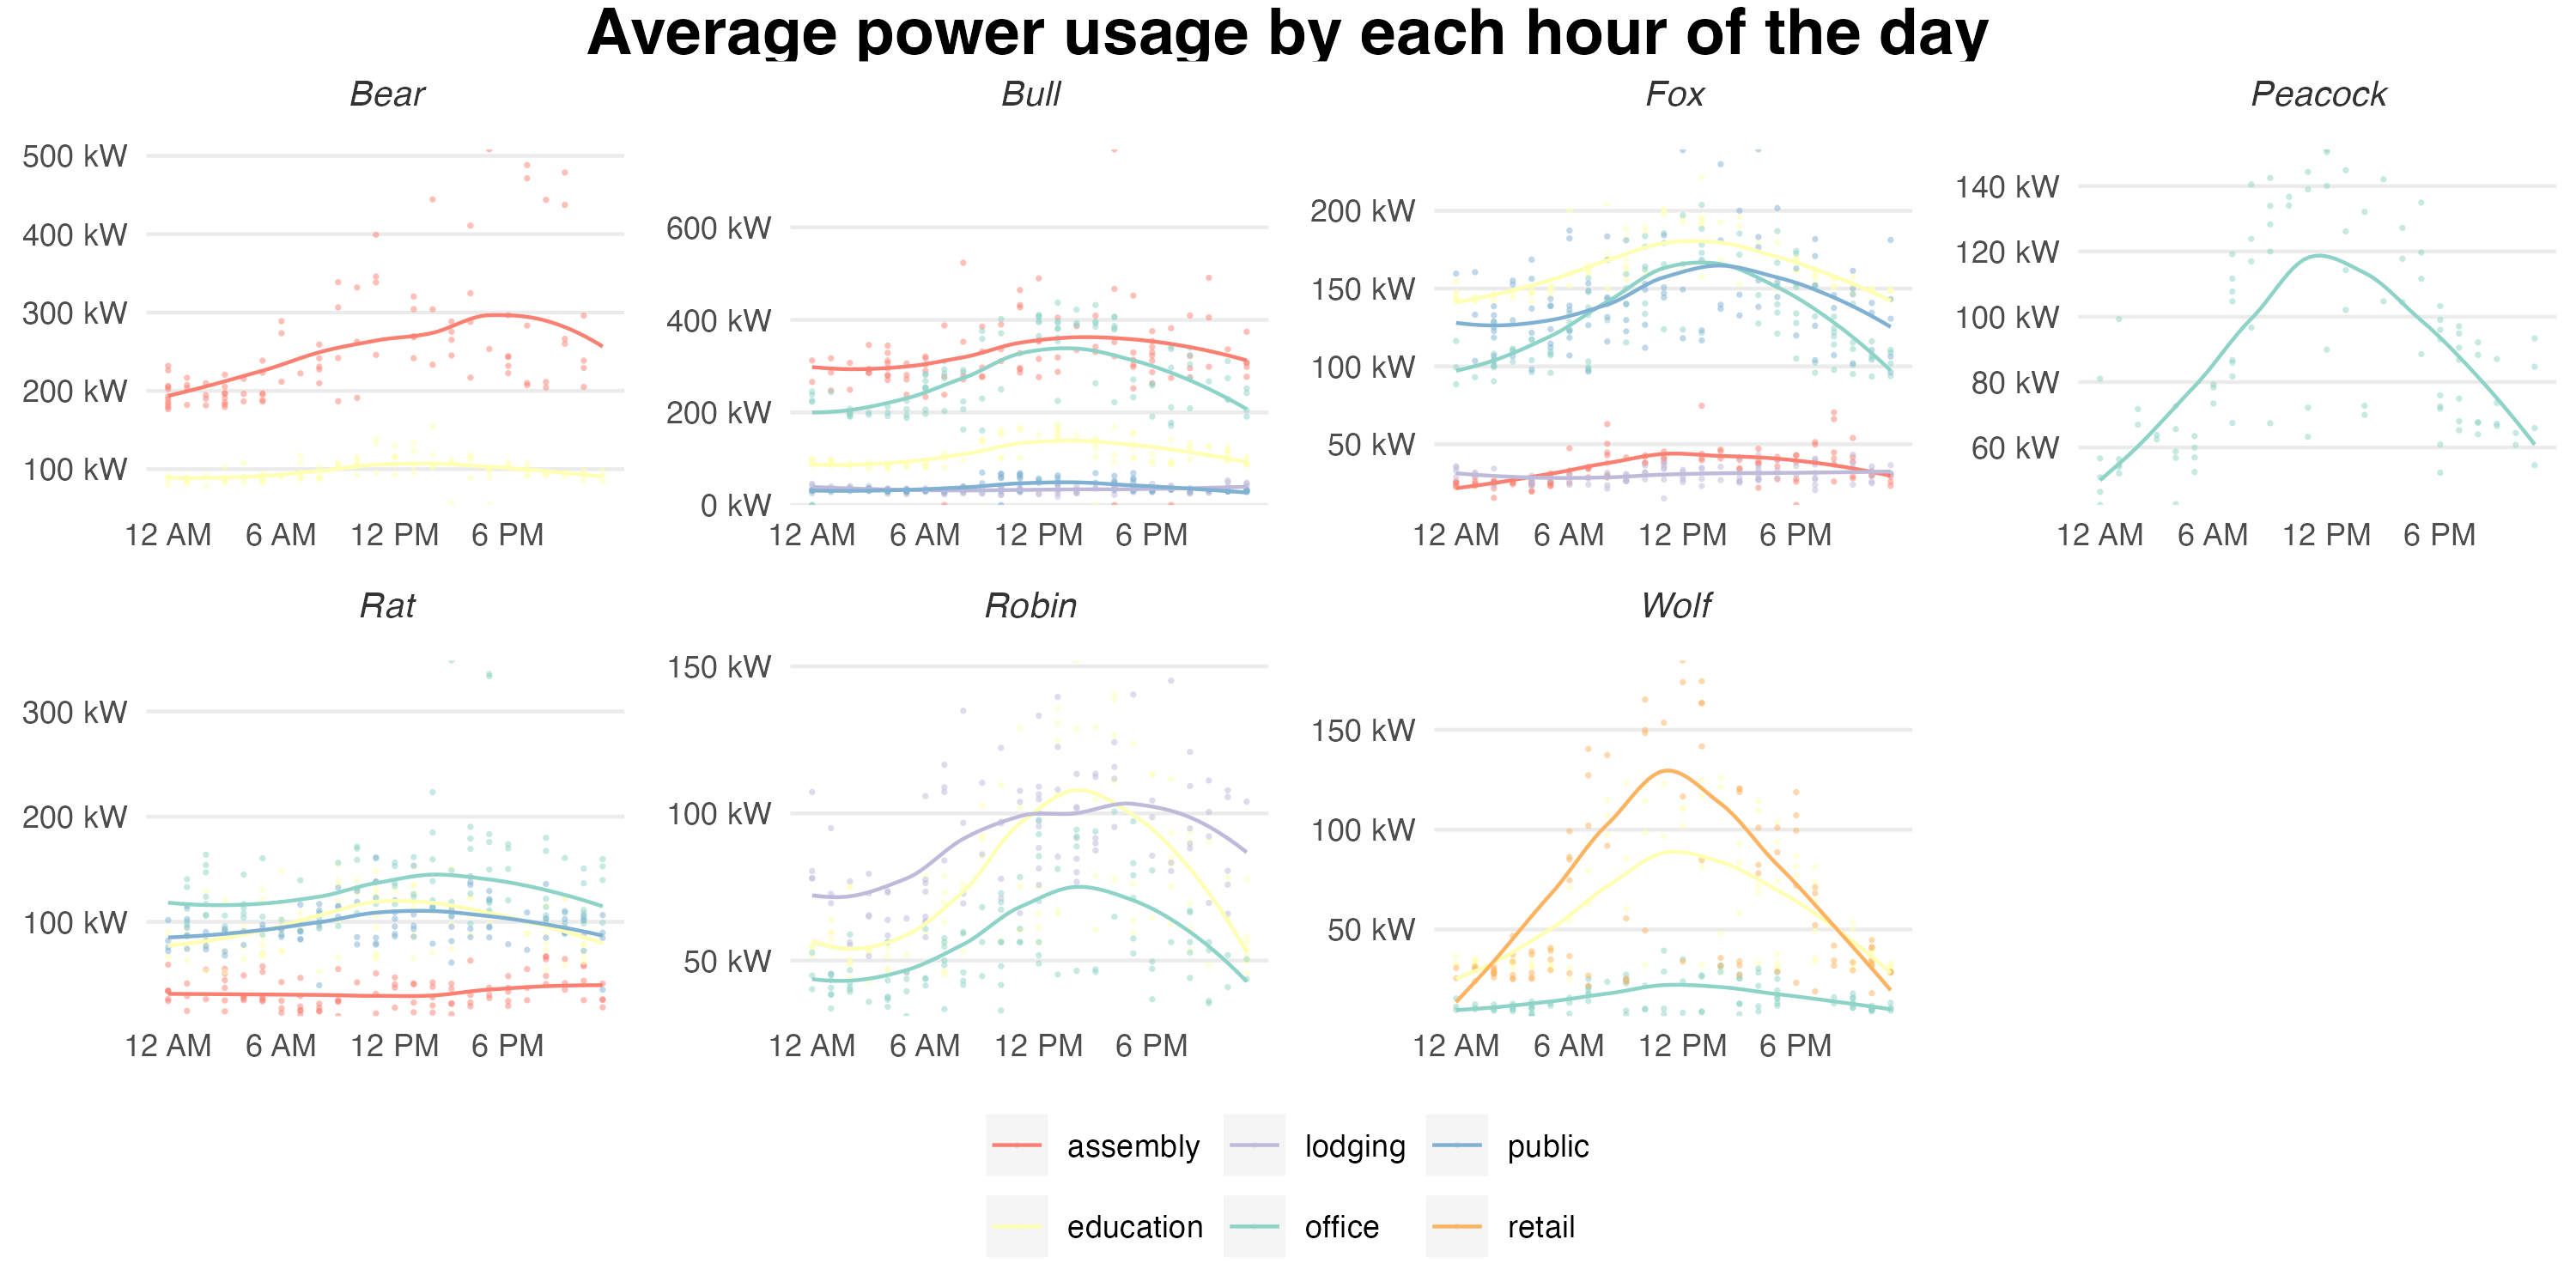 Average power usage by each hour of the day
Bear
Bull
Fox
Peacock
500 kW
400 kW
300 kW
200 kW
100 kW
600 kW
400 kW
200 kW
0 kW
200 kW
150 kW
100 kW
50 kW
140 kW
120 kW
100 kW
80 kW
60 kW
12 AM 6 AM 12 PM 6 PM
12 AM 6 AM 12 PM 6 PM
12 AM 6 AM 12 PM 6 PM
12 AM 6 AM 12 PM 6 PM
Rat
Robin
Wolf
300 kW
200 kW
100 kW
150 kW
100 kW
50 kW
150 kW
100 kW
50 kW
12 AM 6 AM 12 PM 6 PM
12 AM 6 AM 12 PM 6 PM
12 AM 6 AM 12 PM 6 PM
assembly lodging public
education office retail